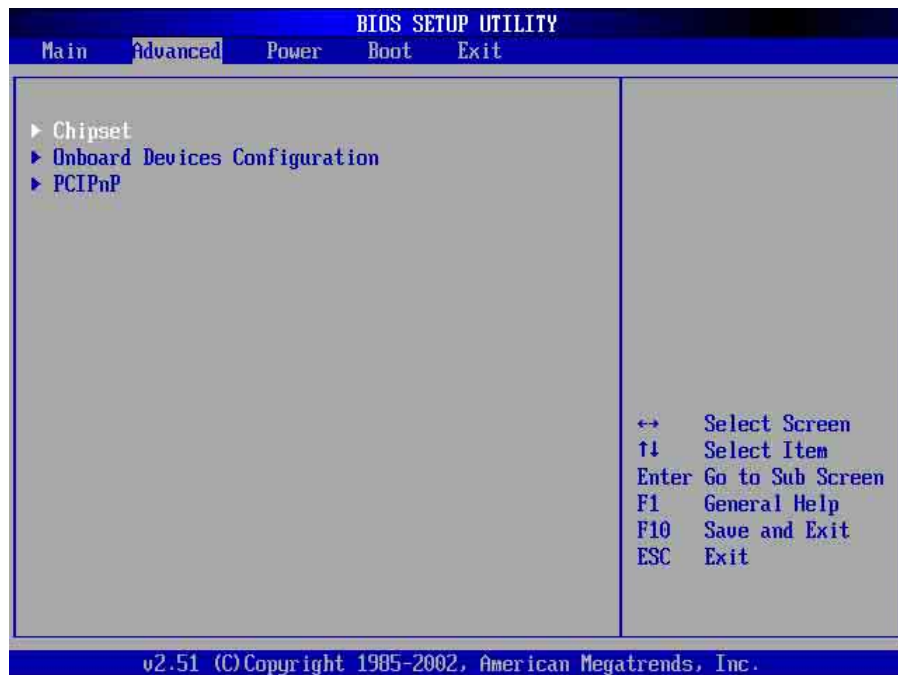 BIOS SETUP UTILITY
Main Advanced Power Boot Exit
▶ Chipset
▶ Onboard Devices Configuration
▶ PCIPnP
↔ Select Screen
↑↓ Select Item
Enter Go to Sub Screen
F1 General Help
F10 Save and Exit
ESC Exit
v2.51 (C)Copyright 1985-2002, American Megatrends, Inc.